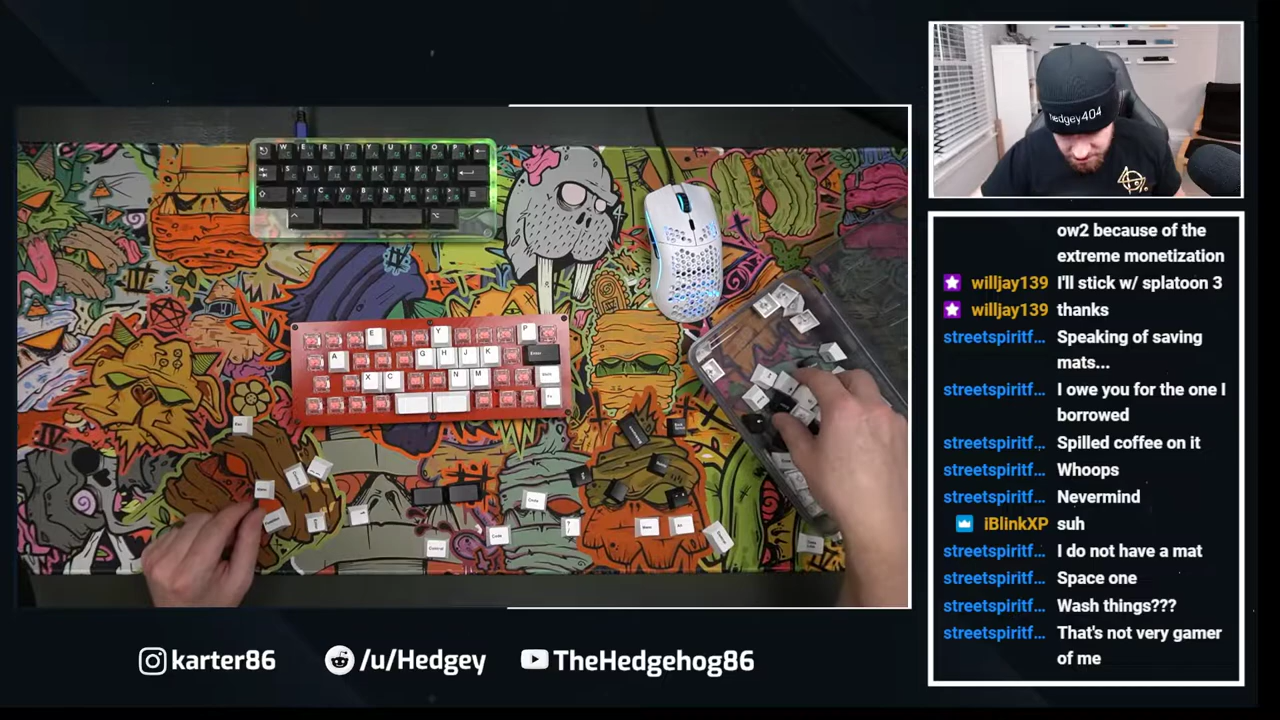 hedgey404
ow2 because of the
extreme monetization
willjay139 I'll stick w/ splatoon 3
willjay139 thanks
streetspiritf... Speaking of saving
mats...
streetspiritf... I owe you for the one I
borrowed
streetspiritf... Spilled coffee on it
streetspiritf... Whoops
streetspiritf... Nevermind
iBlinkXP suh
streetspiritf... I do not have a mat
streetspiritf... Space one
streetspiritf... Wash things???
streetspiritf... That's not very gamer
of me
W E R T Y U I O P
S D F G H J K L
X C V B N M
E Y P
A G H J K Enter
X C N M
Control
Code
karter86
/u/Hedgey
TheHedgehog86